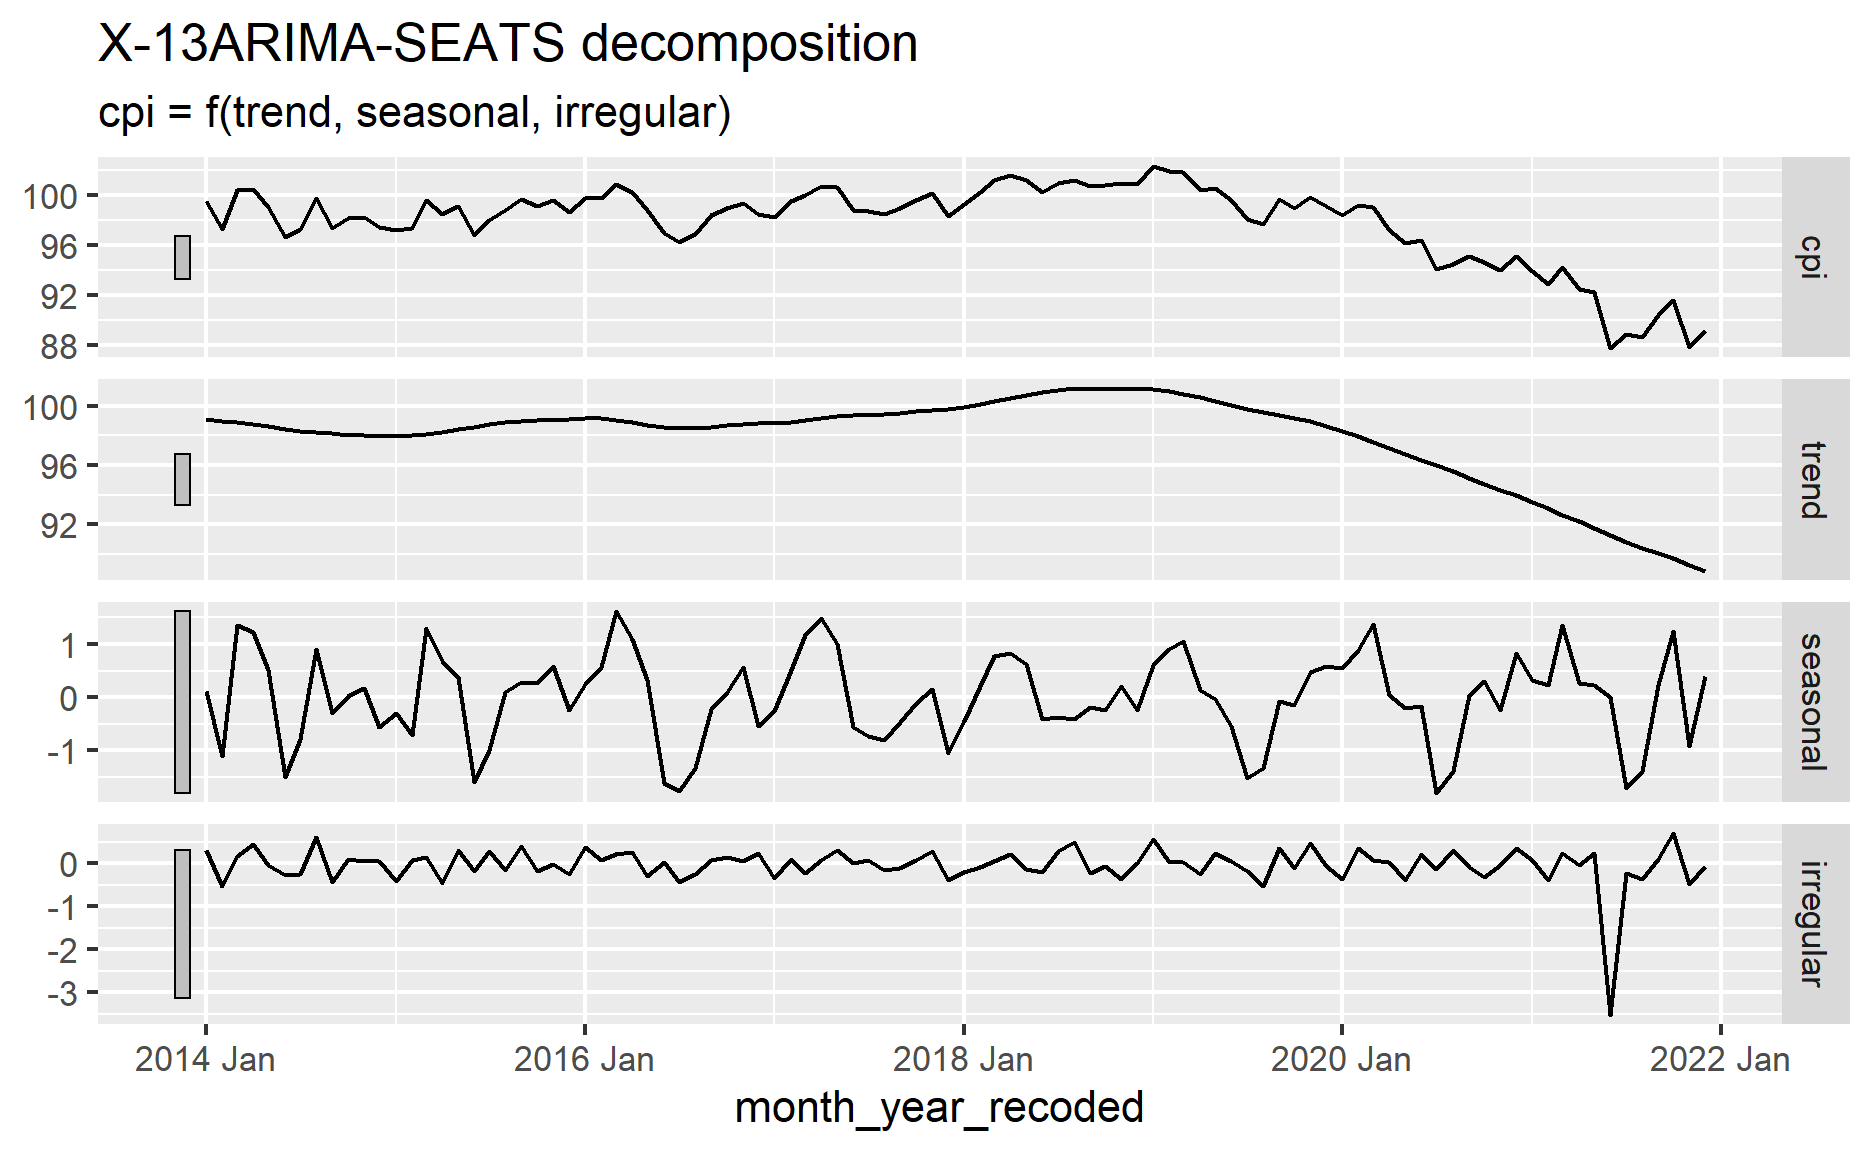 X-13ARIMA-SEATS decomposition
cpi = f(trend, seasonal, irregular)
100
96
92
88
cpi
100
96
92
trend
1
0
-1
seasonal
0
-1
-2
-3
irregular
2014 Jan 2016 Jan 2018 Jan 2020 Jan 2022 Jan
month_year_recoded